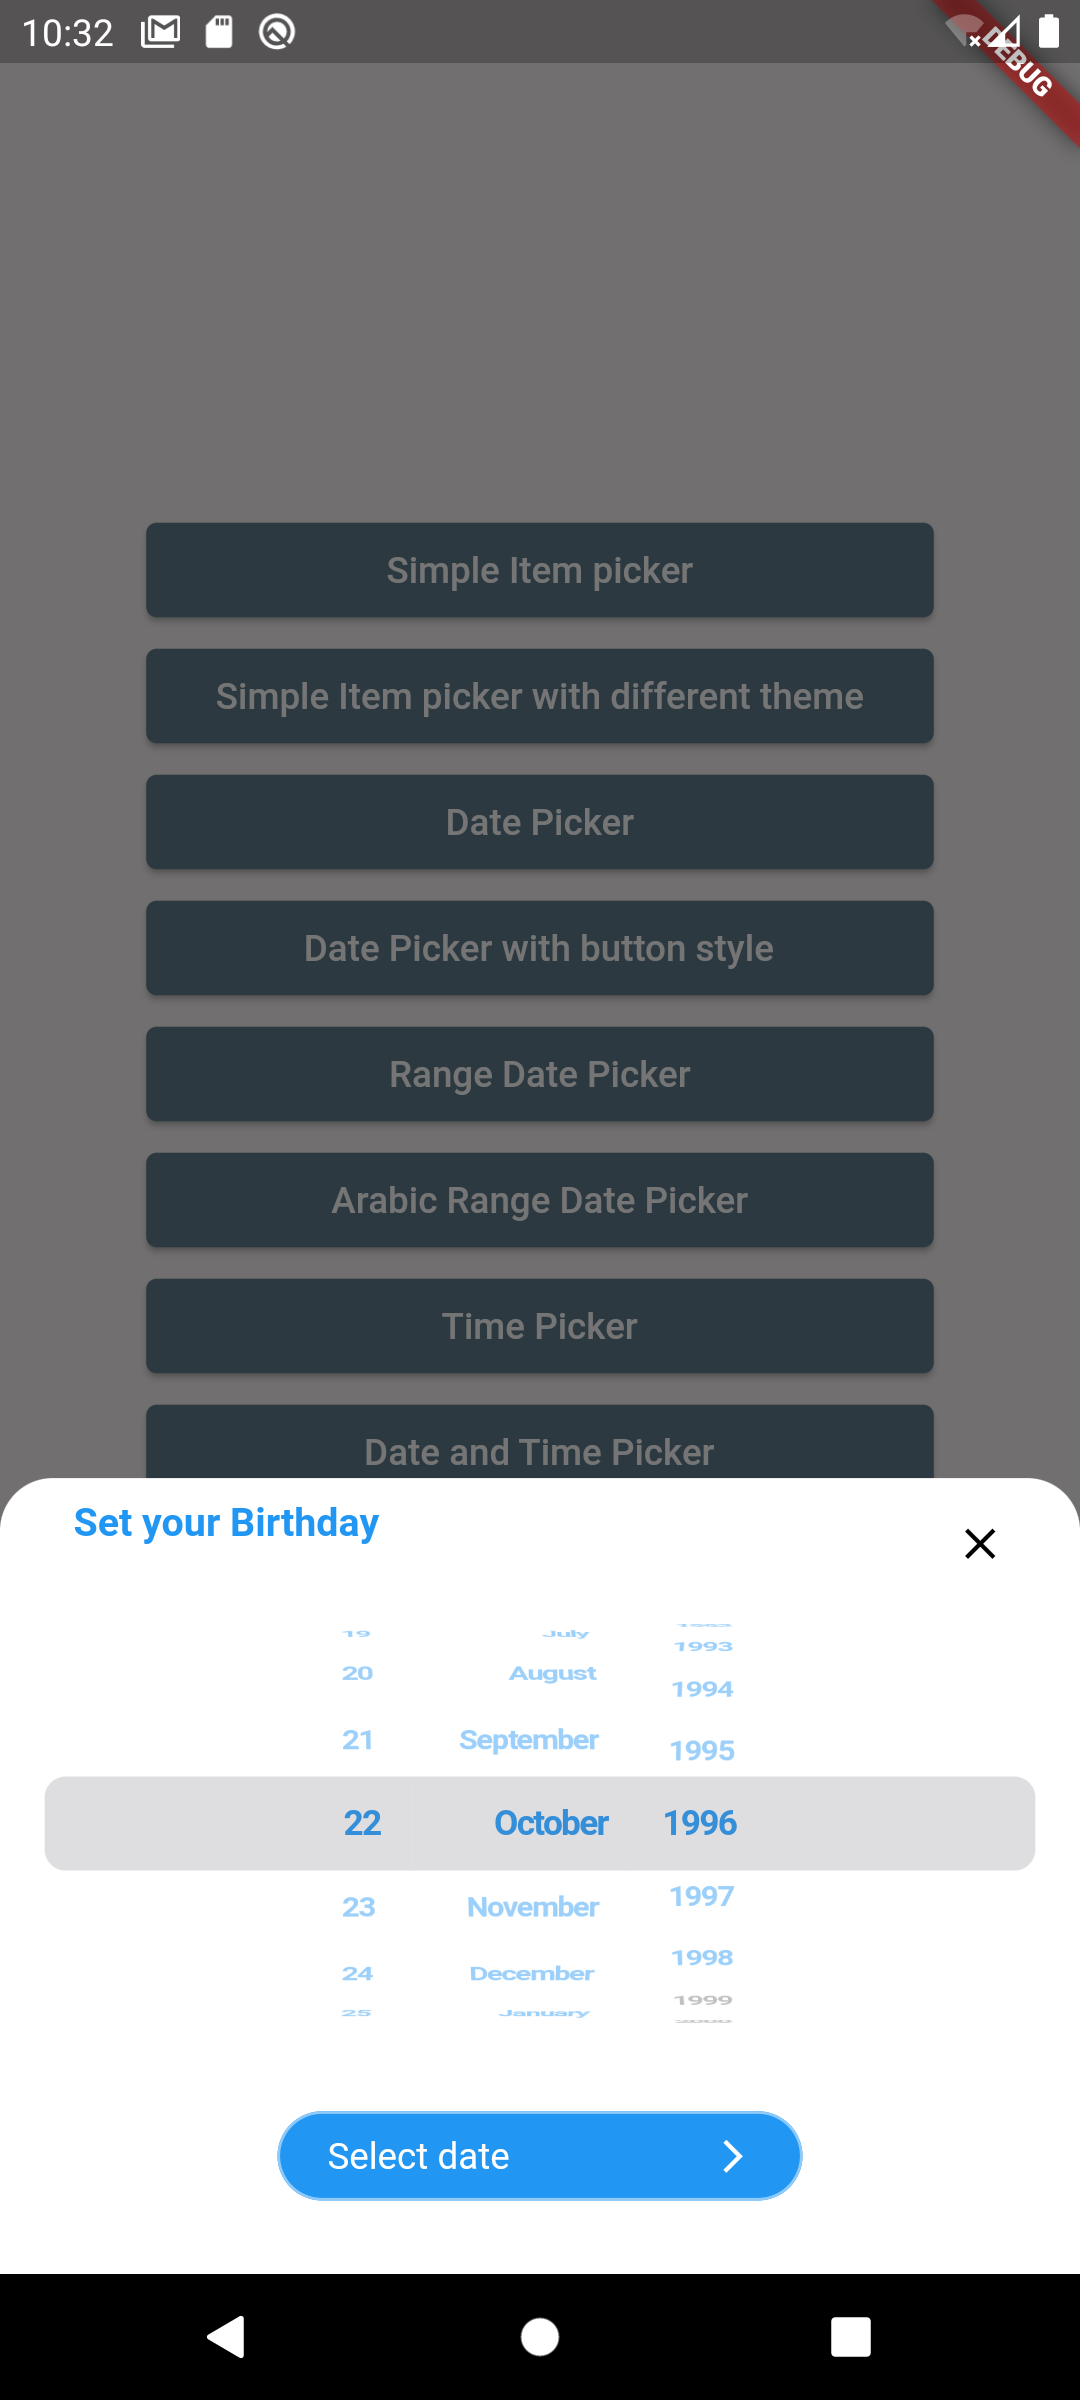 10:32
DEBUG
Simple Item picker
Simple Item picker with different theme
Date Picker
Date Picker with button style
Range Date Picker
Arabic Range Date Picker
Time Picker
Date and Time Picker
Set your Birthday
19 July
20 August 1993
21 September 1994
1995
22 October 1996
23 November 1997
24 December 1998
25 January 1999
Select date